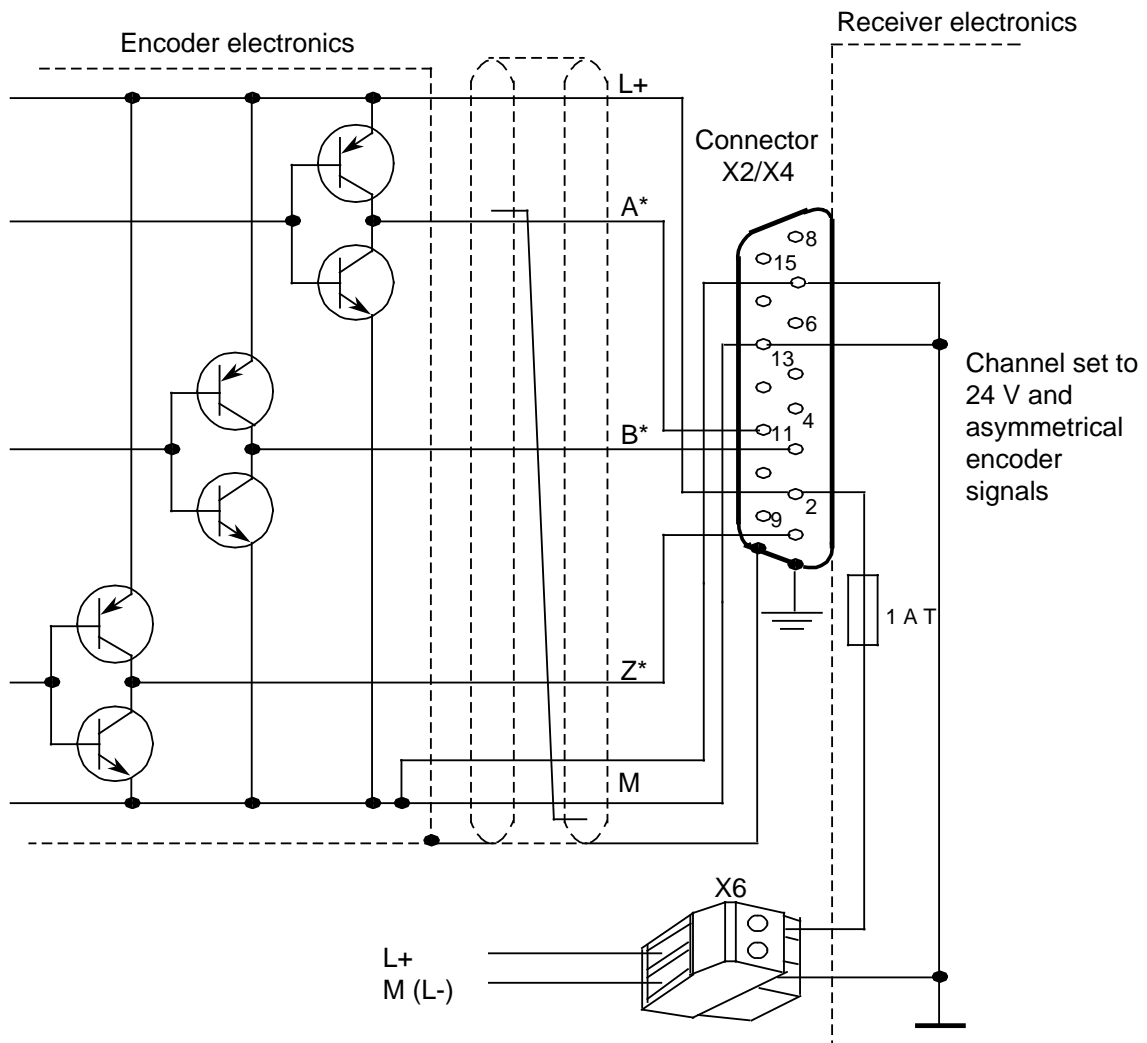 Receiver electronics
Encoder electronics
L+
Connector
X2/X4
A*
8
15
6
13
4
11
B*
2
9
Channel set to
24 V and
asymmetrical
encoder
signals
1 A T
Z*
M
X6
L+
M (L-)